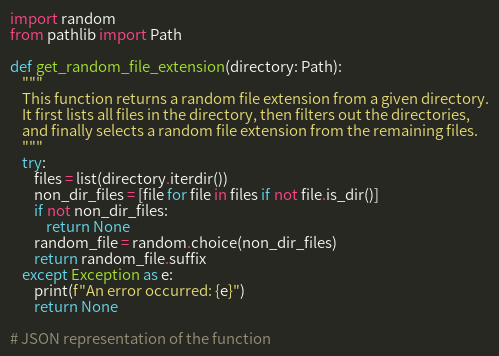 import random
from pathlib import Path

def get_random_file_extension(directory: Path):
    """
    This function returns a random file extension from a given directory.
    It first lists all files in the directory, then filters out the directories,
    and finally selects a random file extension from the remaining files.
    """
    try:
        files = list(directory.iterdir())
        non_dir_files = [file for file in files if not file.is_dir()]
        if not non_dir_files:
            return None
        random_file = random.choice(non_dir_files)
        return random_file.suffix
    except Exception as e:
        print(f"An error occurred: {e}")
        return None

# JSON representation of the function